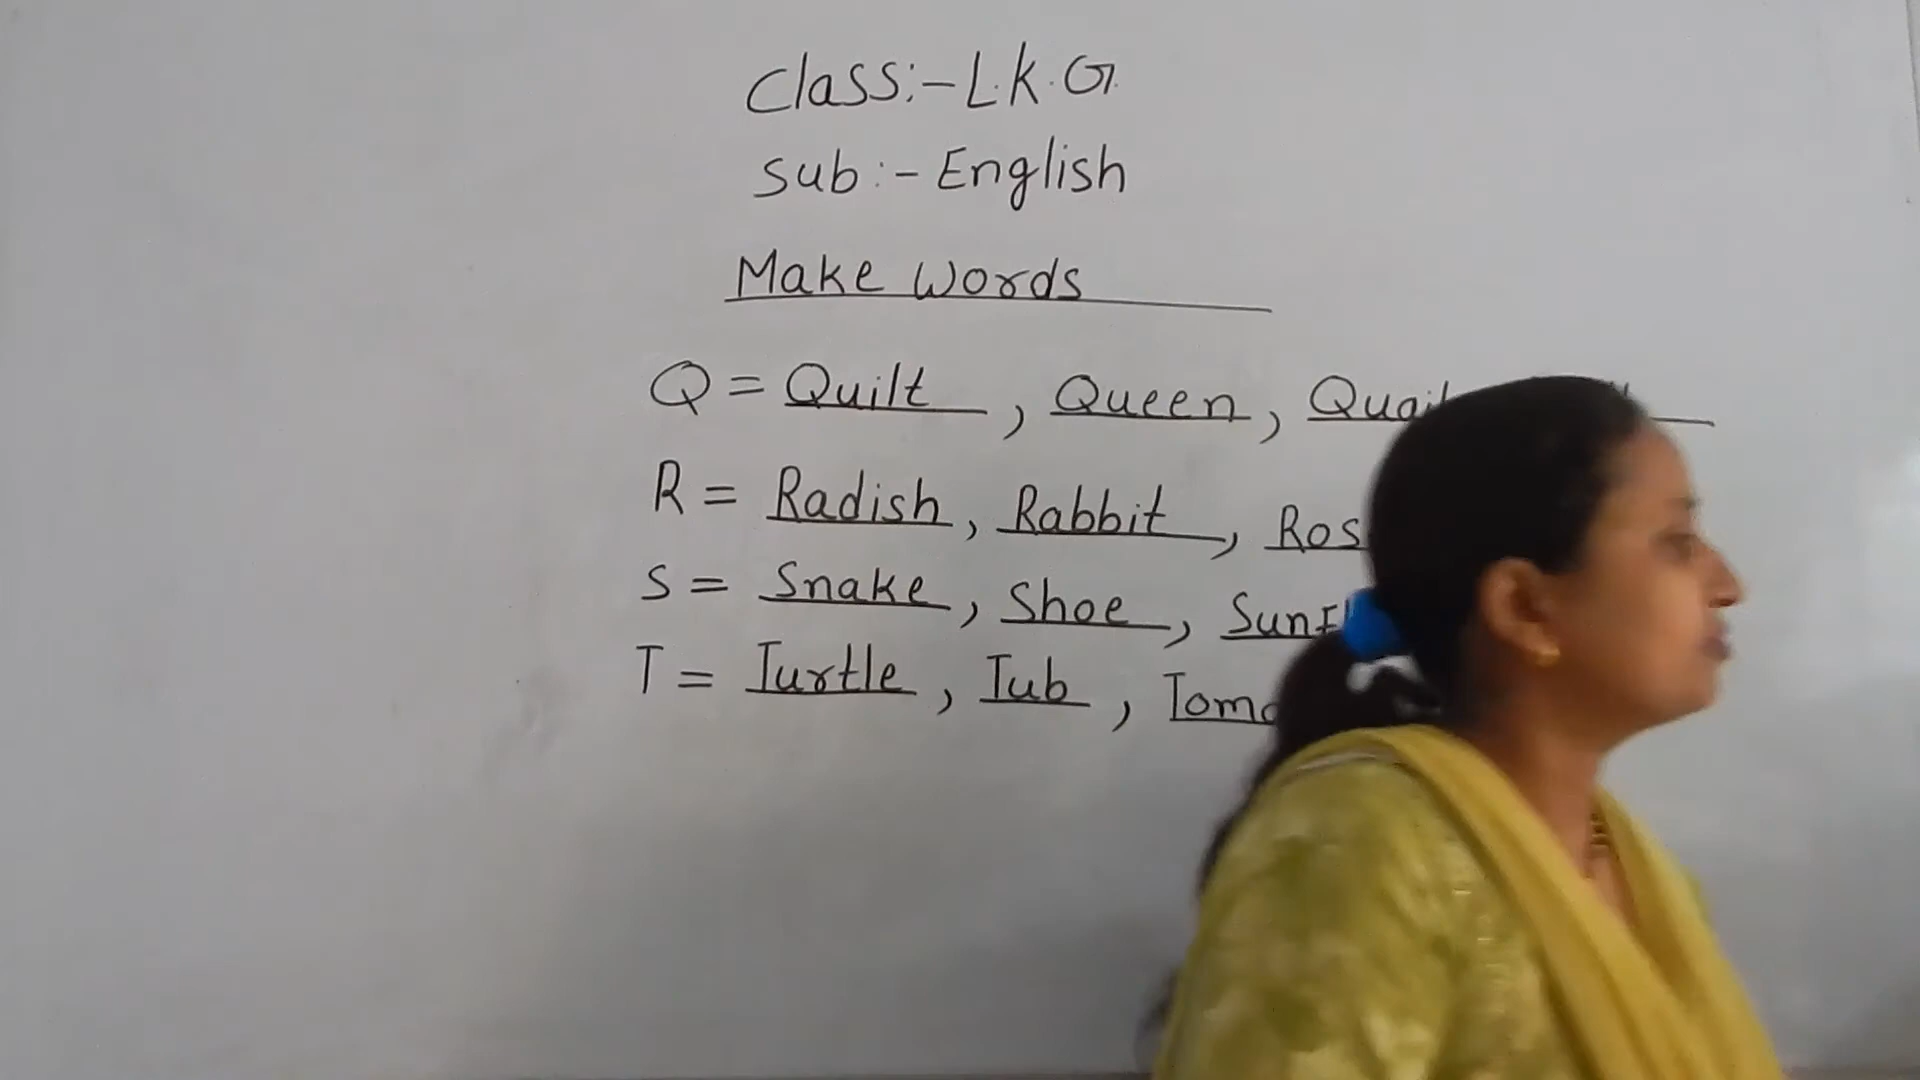 Class:- L.K.G.
Sub:- English
Make Words
Q = Quilt, Queen,
R = Radish, Rabbit,
S = Snake, Shoe,
T = Turtle, Tub,